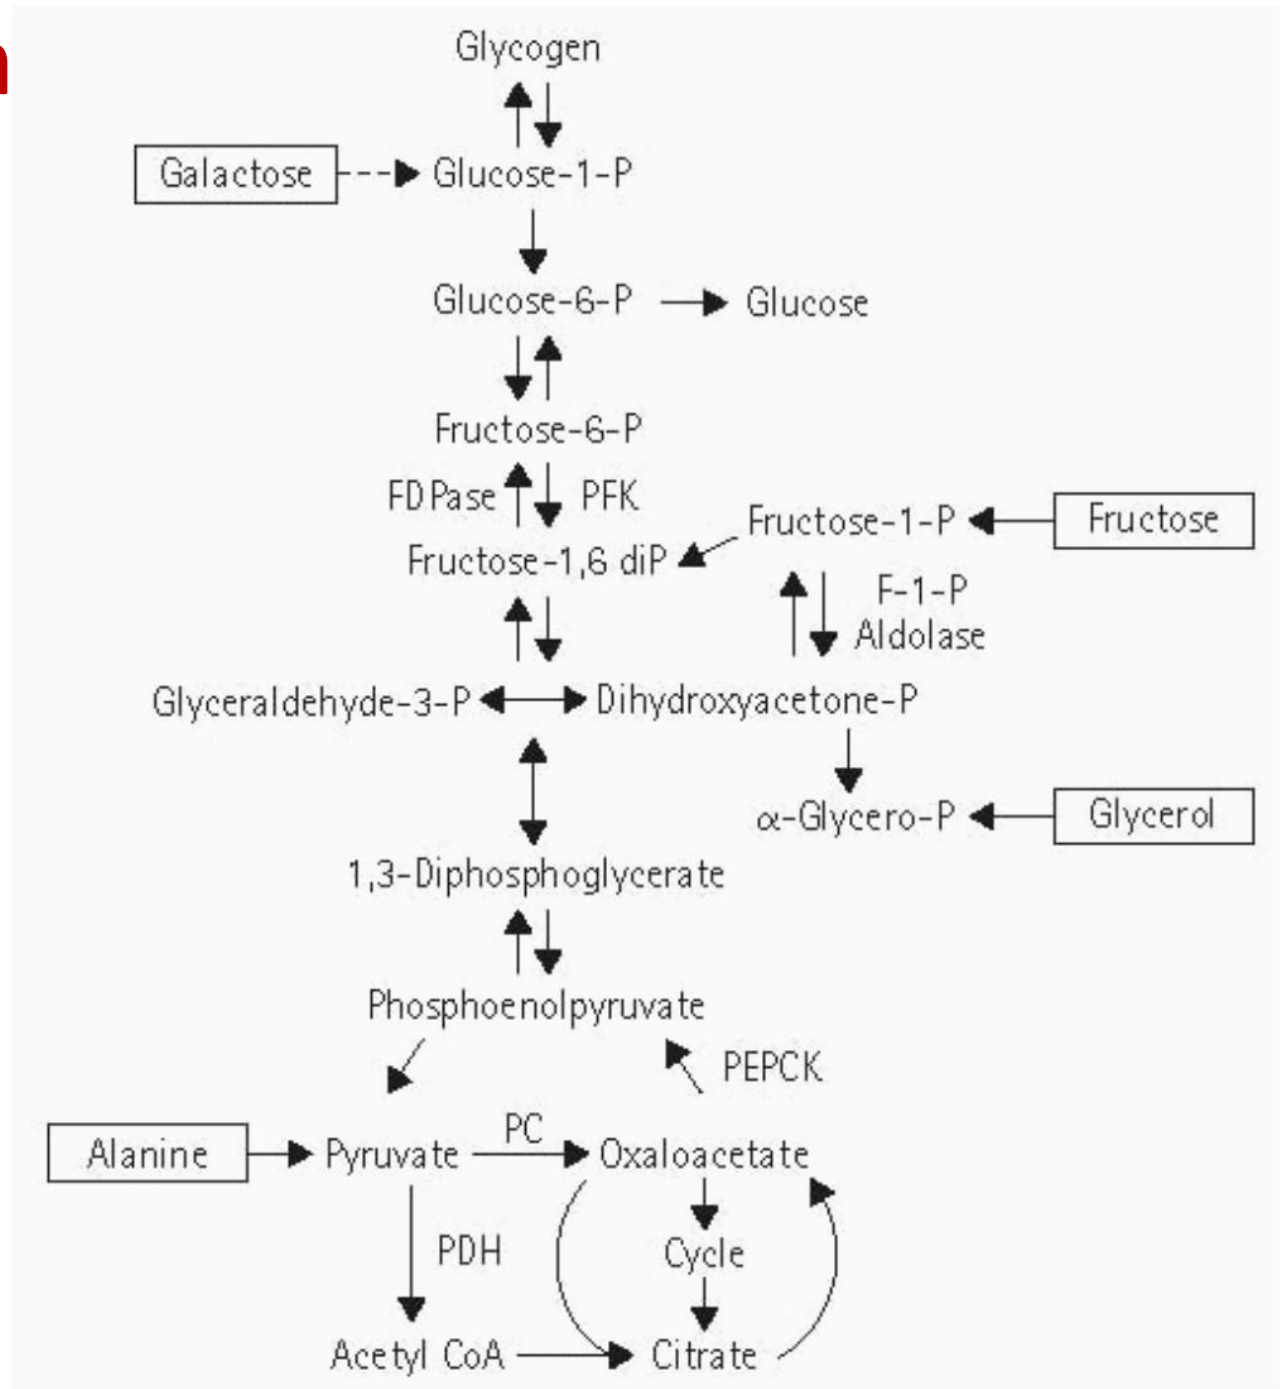 Glycogen
Galactose
Glucose-1-P
Glucose-6-P
Glucose
Fructose-6-P
FDPase
PFK
Fructose-1-P
Fructose
Fructose-1,6 diP
F-1-P
Aldolase
Glyceraldehyde-3-P
Dihydroxyacetone-P
α-Glycero-P
Glycerol
1,3-Diphosphoglycerate
Phosphoenolpyruvate
PEPCK
PC
Alanine
Pyruvate
Oxaloacetate
PDH
Cycle
Acetyl CoA
Citrate